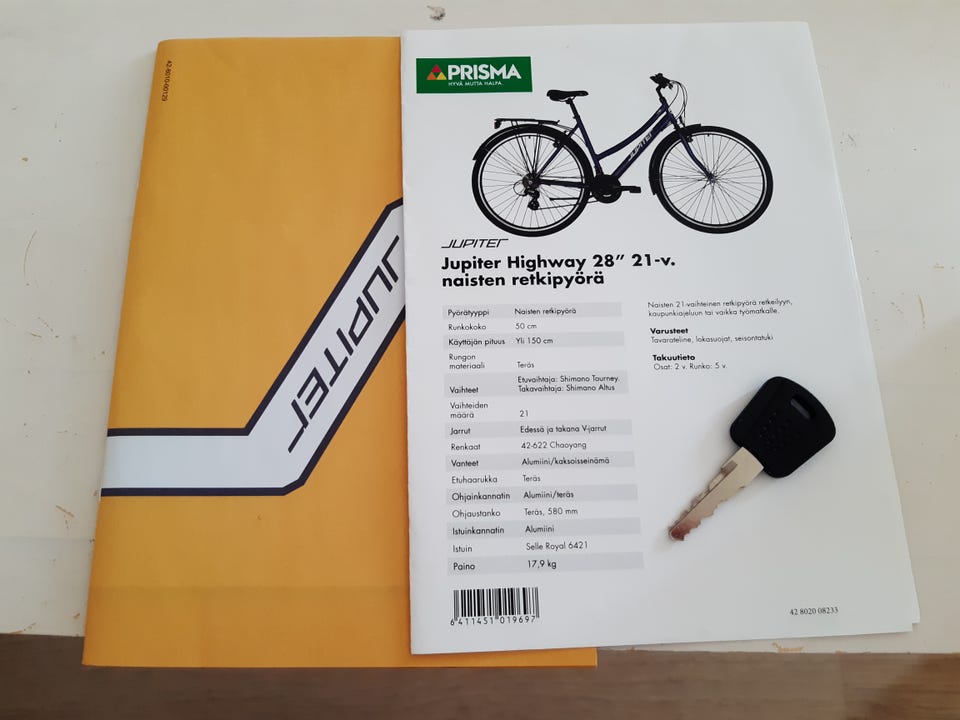 42-8010-00129
JUPITER
PRISMA
HYVÄ MUTTA HALPA.
JUPITER
JUPITER
Jupiter Highway 28” 21-v.
naisten retkipyörä
Pyörätyyppi Naisten retkipyörä
Runkokoko 50 cm
Käyttäjän pituus Yli 150 cm
Rungon
materiaali Teräs
Vaihteet Etuvaihtaja: Shimano Tourney.
Takavaihtaja: Shimano Altus
Vaihteiden
määrä 21
Jarrut Edessä ja takana V-jarrut
Renkaat 42-622 Chaoyang
Vanteet Alumiini/kaksoisseinämä
Etuhaarukka Teräs
Ohjainkannatin Alumiini/teräs
Ohjaustanko Teräs, 580 mm
Istuinkannatin Alumiini
Istuin Selle Royal 6421
Paino 17,9 kg
Naisten 21-vaihteinen retkipyörä retkeilyyn,
kaupunkiajeluun tai vaikka työmatkalle.
Varusteet
Tavarateline, lokasuojat, seisontatuki
Takuutieto
Osat: 2 v. Runko: 5 v.
6 411451 019697
42 8020 08233